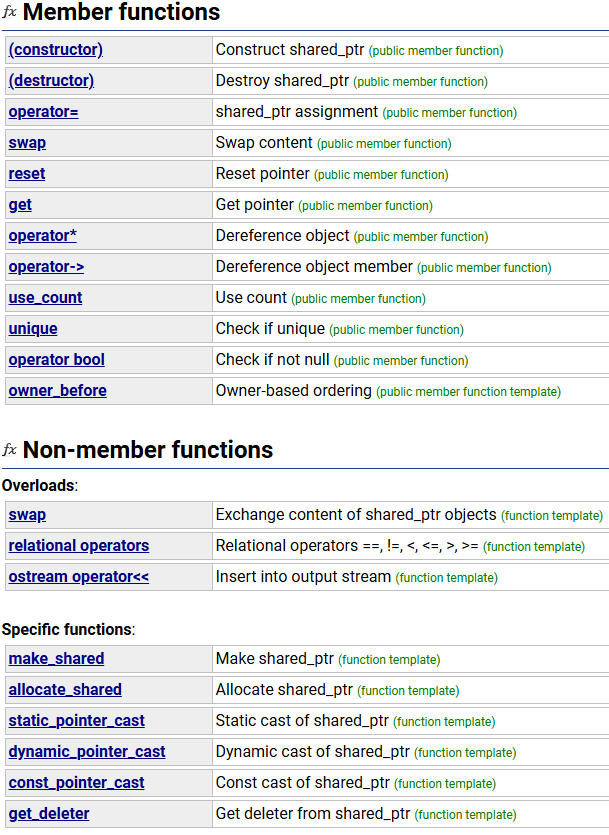 fx Member functions
(constructor) Construct shared_ptr (public member function)
(destructor) Destroy shared_ptr (public member function)
operator= shared_ptr assignment (public member function)
swap Swap content (public member function)
reset Reset pointer (public member function)
get Get pointer (public member function)
operator* Dereference object (public member function)
operator-> Dereference object member (public member function)
use_count Use count (public member function)
unique Check if unique (public member function)
operator bool Check if not null (public member function)
owner_before Owner-based ordering (public member function template)
fx Non-member functions
Overloads:
swap Exchange content of shared_ptr objects (function template)
relational operators Relational operators ==, !=, <, <=, >, >= (function template)
ostream operator<< Insert into output stream (function template)
Specific functions:
make_shared Make shared_ptr (function template)
allocate_shared Allocate shared_ptr (function template)
static_pointer_cast Static cast of shared_ptr (function template)
dynamic_pointer_cast Dynamic cast of shared_ptr (function template)
const_pointer_cast Const cast of shared_ptr (function template)
get_deleter Get deleter from shared_ptr (function template)